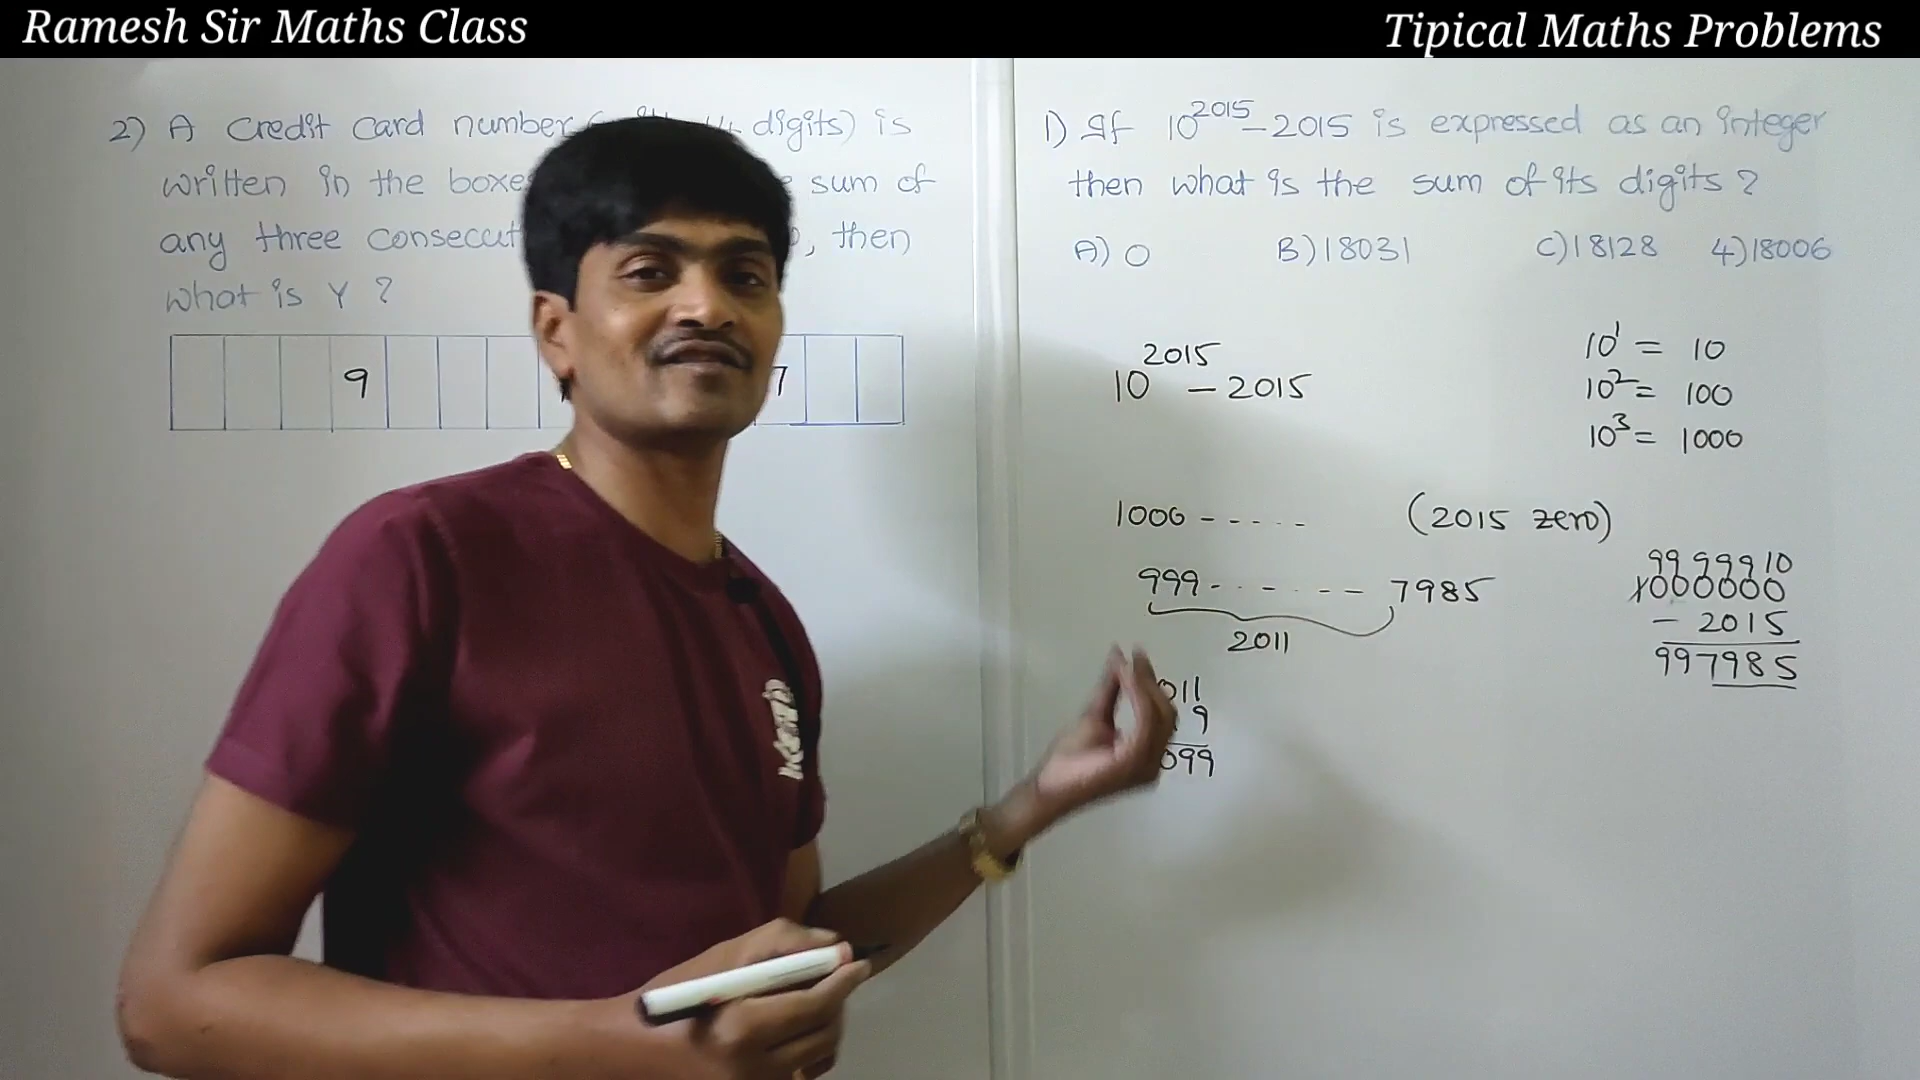 Ramesh Sir Maths Class
Tipical Maths Problems
2) A credit card number digits) is
written in the boxes sum of
any three consecut , then
what is Y ?
9 7
1) If 10^2015 - 2015 is expressed as an integer
then what is the sum of its digits ?
A) 0 B) 18031 C) 18128 4) 18006
10^2015 - 2015
10^1 = 10
10^2 = 100
10^3 = 1000
1000 - - - - - (2015 zero)
999 - - - - - - 7985
2011
011
9
099
99999 10
1000000
- 2015
997985